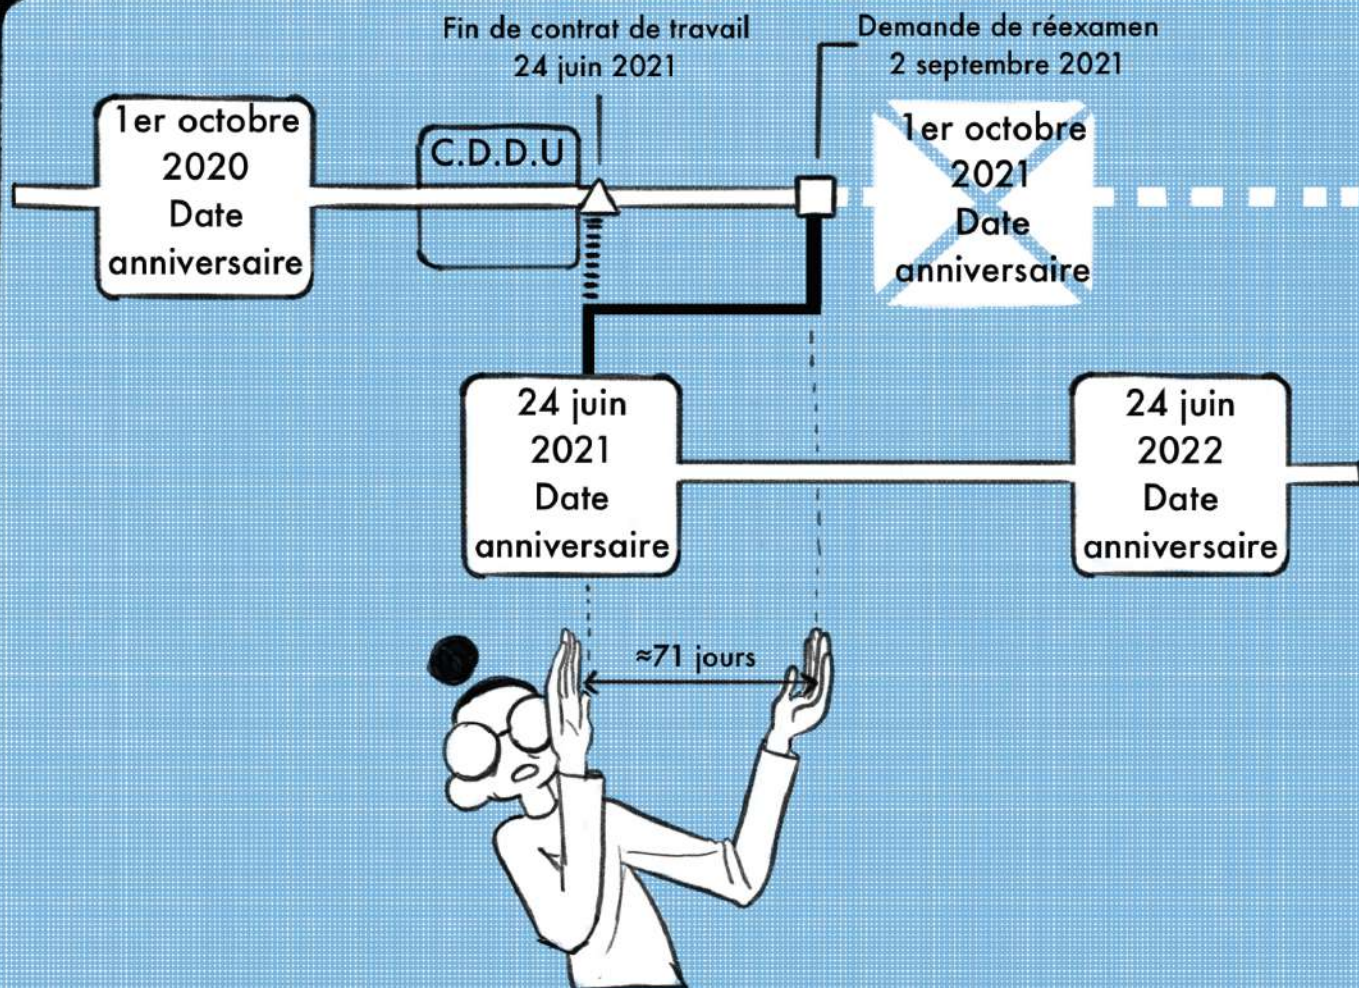 Fin de contrat de travail
24 juin 2021
Demande de réexamen
2 septembre 2021
1er octobre
2020
Date
anniversaire
C.D.D.U
1er octobre
2021
Date
anniversaire
24 juin
2021
Date
anniversaire
24 juin
2022
Date
anniversaire
≈71 jours